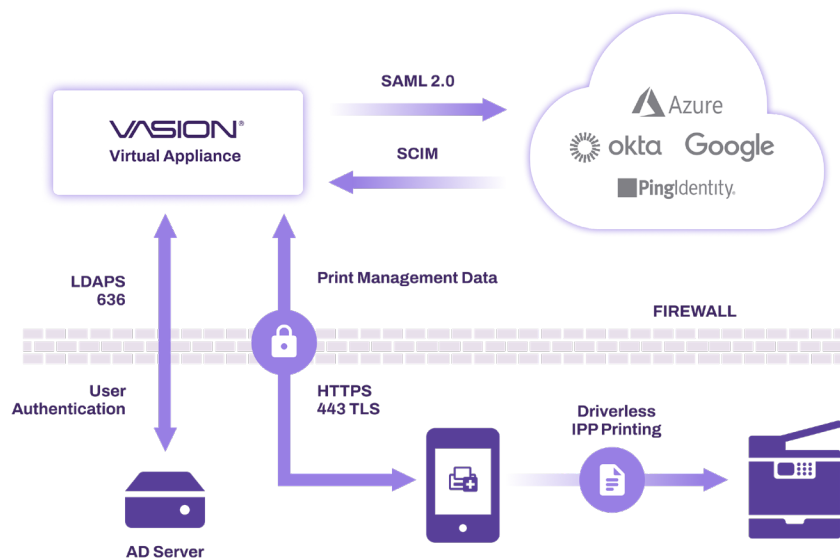 SAML 2.0
VASION®
Virtual Appliance
SCIM
Azure
okta Google
PingIdentity.
LDAPS
636
Print Management Data
FIREWALL
User
Authentication
HTTPS
443 TLS
Driverless
IPP Printing
AD Server